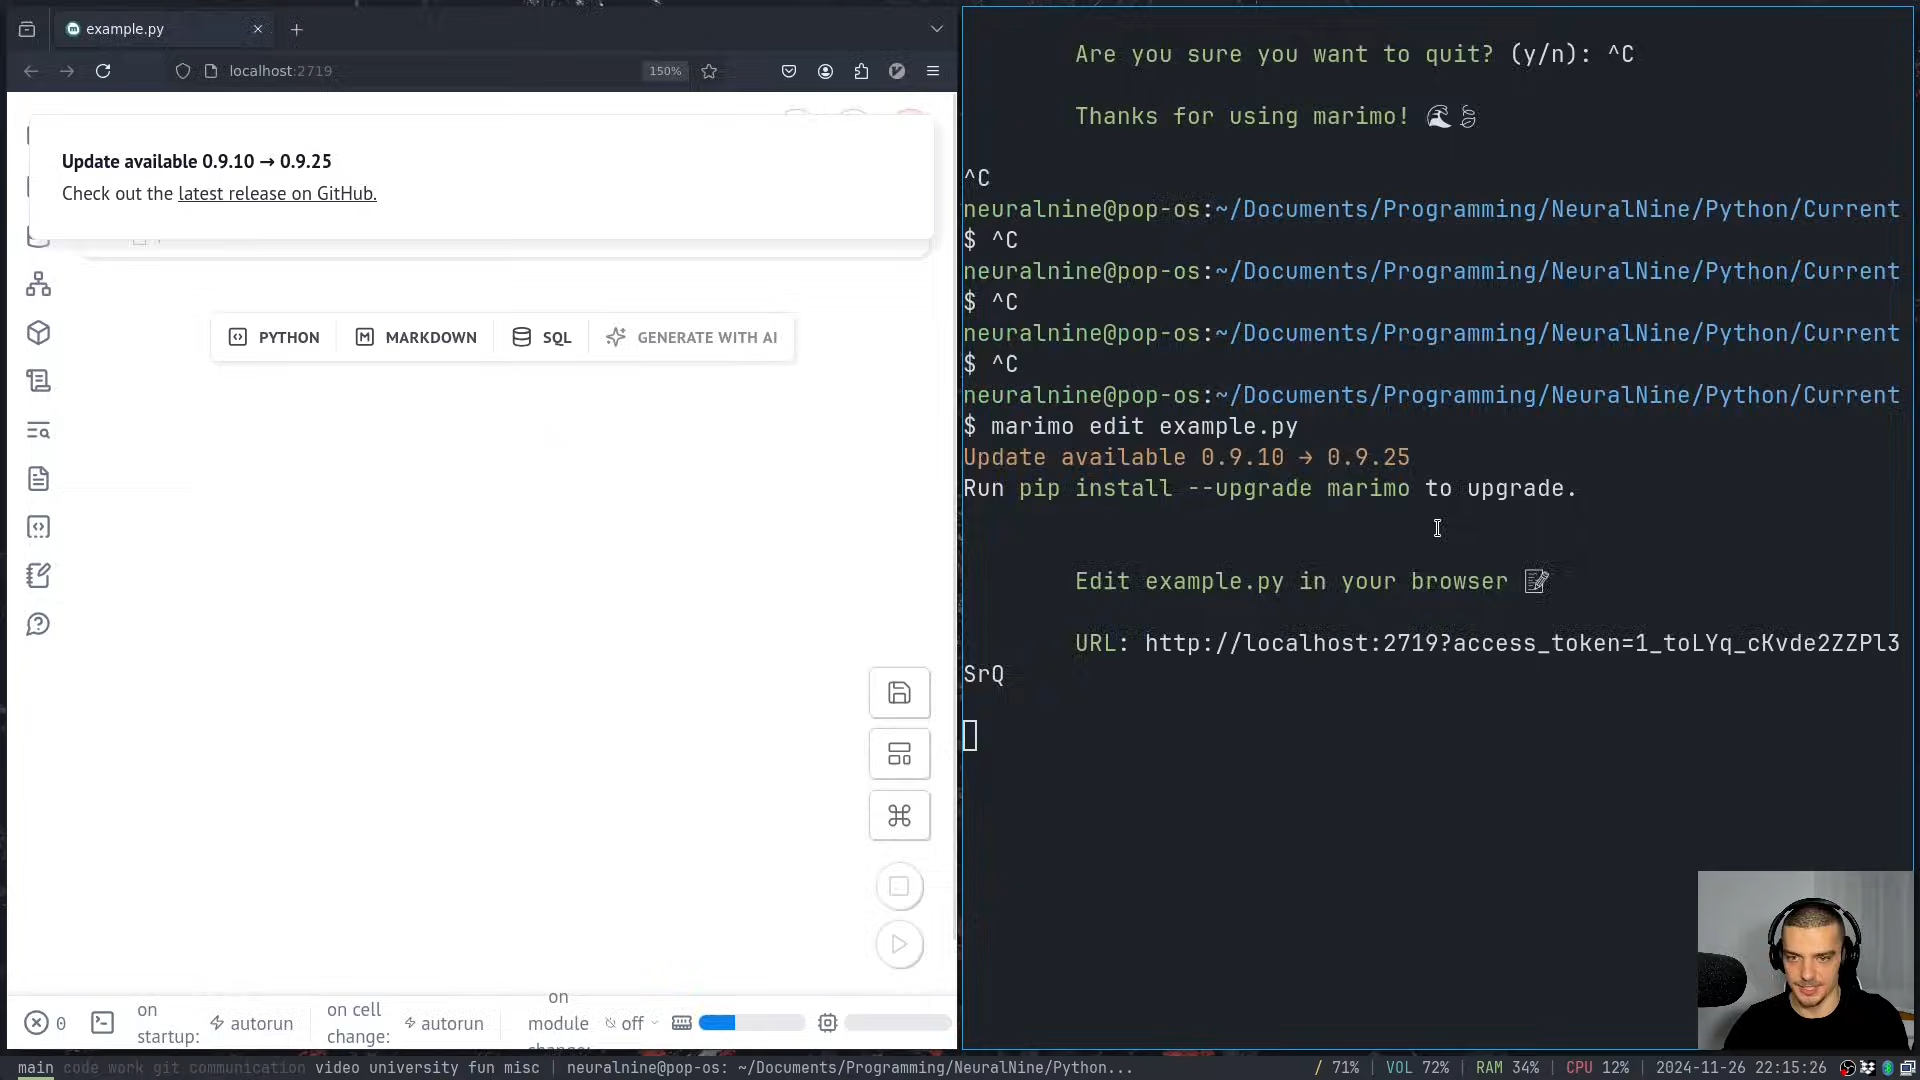 example.py
localhost:2719
150%
Update available 0.9.10 → 0.9.25
Check out the latest release on GitHub.
PYTHON
MARKDOWN
SQL
GENERATE WITH AI
0
on startup:
autorun
on cell change:
autorun
on module
off
Are you sure you want to quit? (y/n): ^C
Thanks for using marimo! 🌊🍃
^C
neuralnine@pop-os:~/Documents/Programming/NeuralNine/Python/Current
$ ^C
neuralnine@pop-os:~/Documents/Programming/NeuralNine/Python/Current
$ ^C
neuralnine@pop-os:~/Documents/Programming/NeuralNine/Python/Current
$ ^C
neuralnine@pop-os:~/Documents/Programming/NeuralNine/Python/Current
$ marimo edit example.py
Update available 0.9.10 → 0.9.25
Run pip install --upgrade marimo to upgrade.
Edit example.py in your browser 📝
URL: http://localhost:2719?access_token=1_toLYq_cKvde2ZZPl3
SrQ
main code work git communication video university fun misc | neuralnine@pop-os: ~/Documents/Programming/NeuralNine/Python... / 71% | VOL 72% | RAM 34% | CPU 12% | 2024-11-26 22:15:26